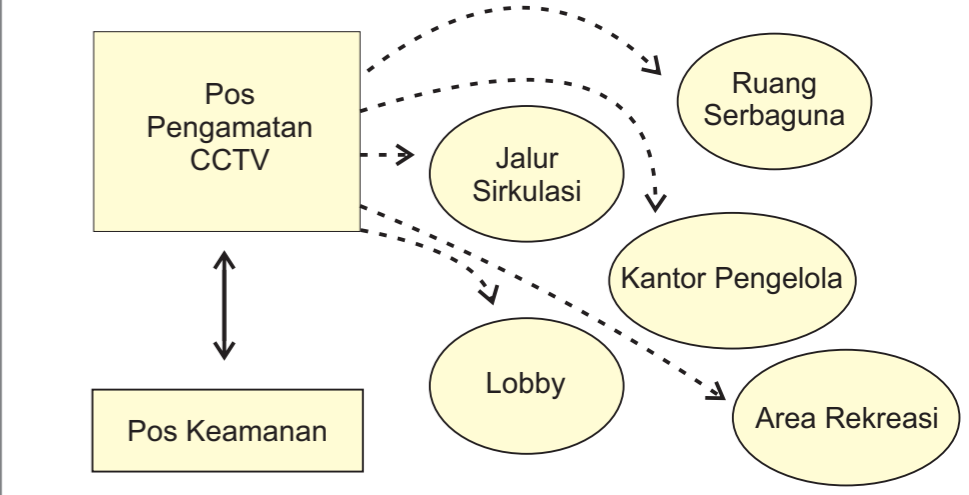 Pos
Pengamatan
CCTV
Ruang
Serbaguna
Jalur
Sirkulasi
Kantor Pengelola
Lobby
Area Rekreasi
Pos Keamanan